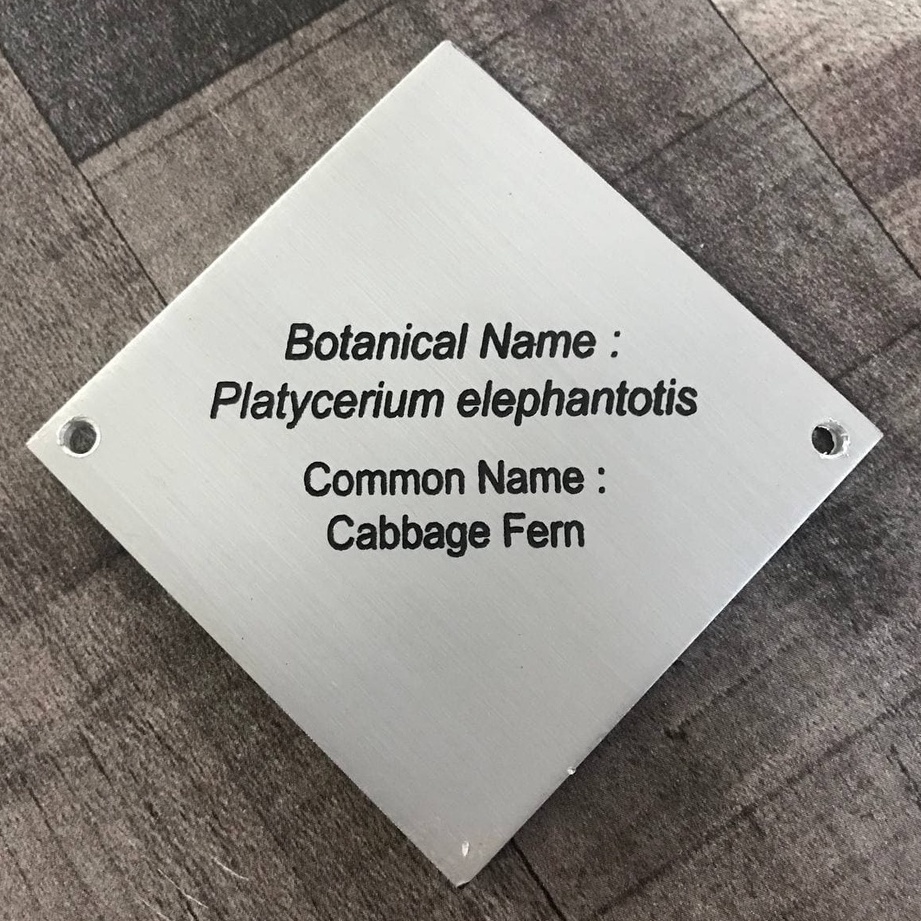 Botanical Name :
Platycerium elephantotis
Common Name :
Cabbage Fern